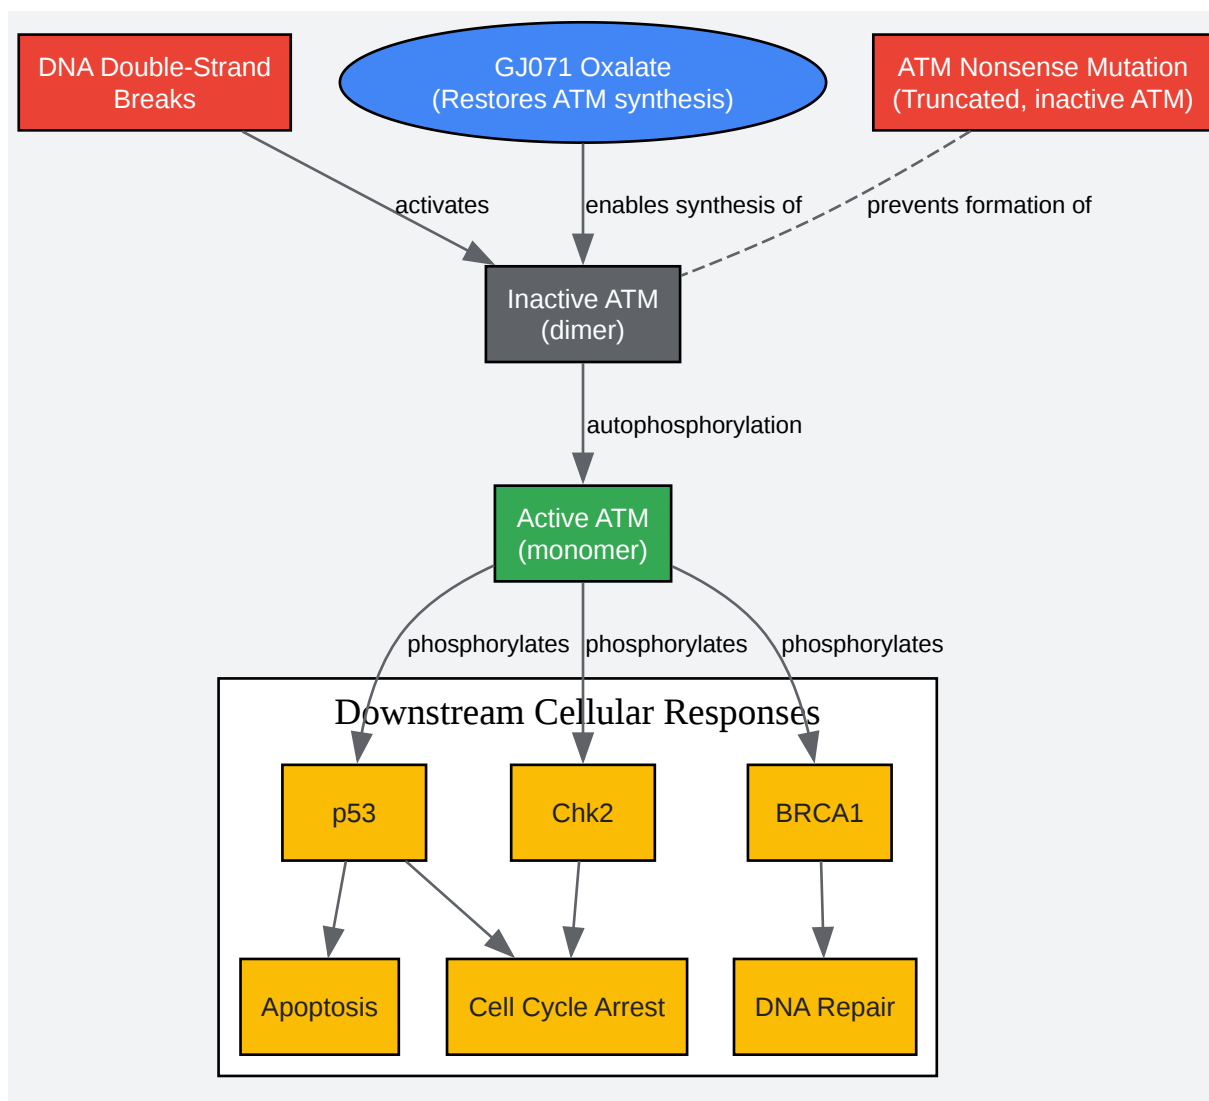 DNA Double-Strand
Breaks
GJ071 Oxalate
(Restores ATM synthesis)
ATM Nonsense Mutation
(Truncated, inactive ATM)
activates
enables synthesis of
prevents formation of
Inactive ATM
(dimer)
autophosphorylation
Active ATM
(monomer)
phosphorylates
phosphorylates
phosphorylates
Downstream Cellular Responses
p53
Chk2
BRCA1
Apoptosis
Cell Cycle Arrest
DNA Repair